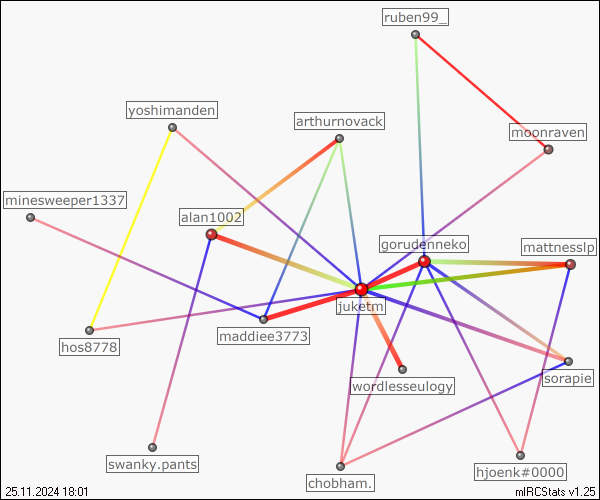 ruben99_
yoshimanden
arthurnovack
moonraven
minesweeper1337
alan1002
gorudenneko
mattnesslp
juketm
maddiee3773
hos8778
wordlesseulogy
sorapie
swanky.pants
chobham.
hjoenk#0000
25.11.2024 18:01
mIRCStats v1.25